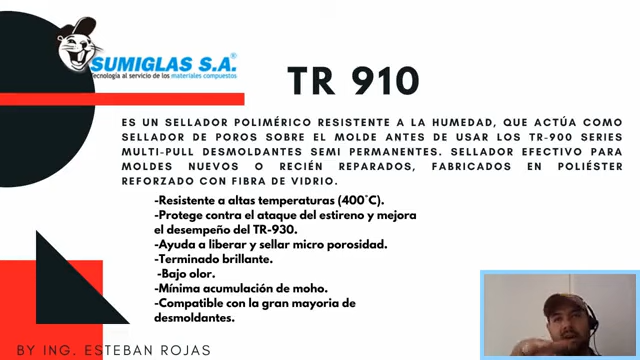 SUMIGLAS S.A.®
Tecnología al servicio de los materiales compuestos
TR 910
ES UN SELLADOR POLIMÉRICO RESISTENTE A LA HUMEDAD, QUE ACTÚA COMO
SELLADOR DE POROS SOBRE EL MOLDE ANTES DE USAR LOS TR-900 SERIES
MULTI-PULL DESMOLDANTES SEMI PERMANENTES. SELLADOR EFECTIVO PARA
MOLDES NUEVOS O RECIÉN REPARADOS, FABRICADOS EN POLIÉSTER
REFORZADO CON FIBRA DE VIDRIO.
-Resistente a altas temperaturas (400°C).
-Protege contra el ataque del estireno y mejora
el desempeño del TR-930.
-Ayuda a liberar y sellar micro porosidad.
-Terminado brillante.
-Bajo olor.
-Mínima acumulación de moho.
-Compatible con la gran mayoria de
desmoldantes.
BY ING. ESTEBAN ROJAS